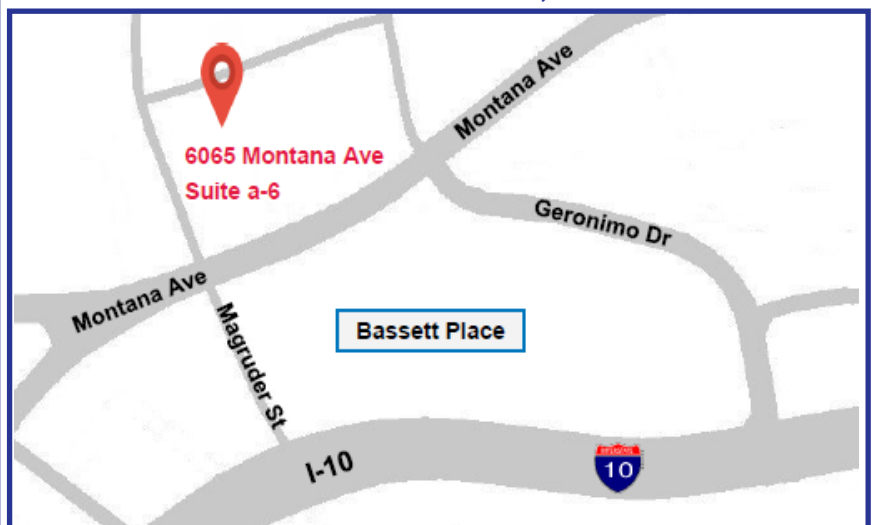 Montana Ave
6065 Montana Ave
Suite a-6
Geronimo Dr
Montana Ave
Magruder St
Bassett Place
I-10
10